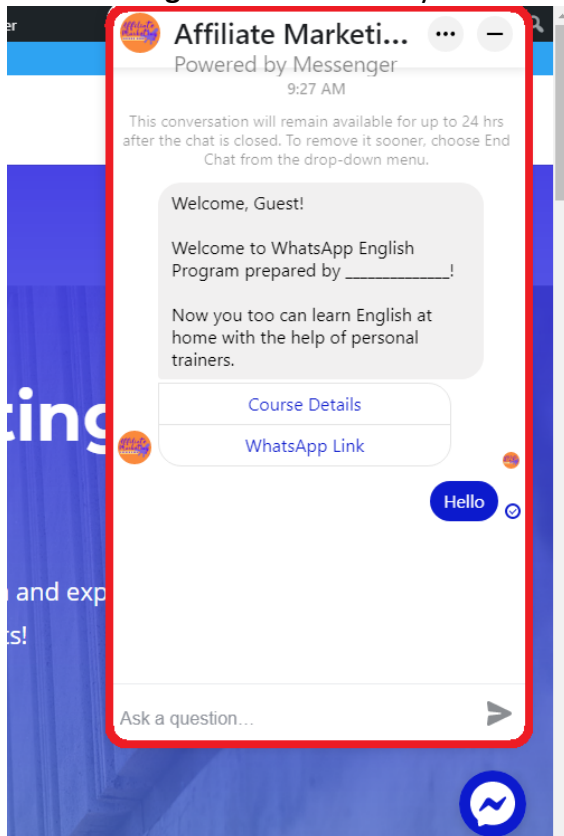 er
Affiliate Marketi...
Powered by Messenger
9:27 AM
This conversation will remain available for up to 24 hrs
after the chat is closed. To remove it sooner, choose End
Chat from the drop-down menu.
Welcome, Guest!
Welcome to WhatsApp English
Program prepared by ______________!
Now you too can learn English at
home with the help of personal
trainers.
ting
Course Details
WhatsApp Link
Hello
and exp
ts!
Ask a question...